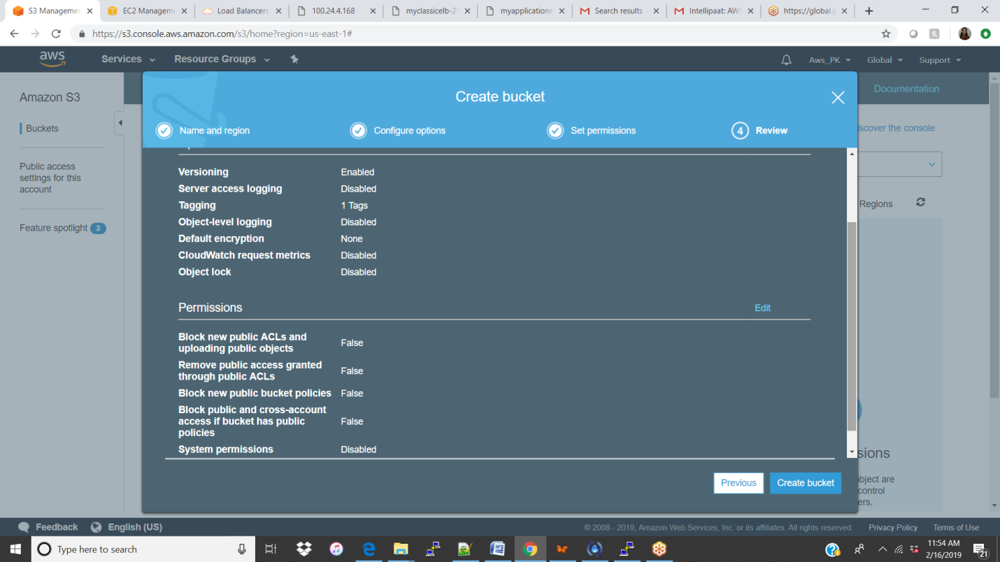 S3 Managemen
EC2 Manageme
Load Balancers
100.24.4.168
myclassicelb-2
myapplicatione
Search results -
Intellipaat: AWS
https://global.g
https://s3.console.aws.amazon.com/s3/home?region=us-east-1#
aws
Services
Resource Groups
Aws_PK
Global
Support
Amazon S3
Buckets
Public access
settings for this
account
Feature spotlight 3
Documentation
iscover the console
Regions
Create bucket
Name and region
Configure options
Set permissions
4 Review
Versioning Enabled
Server access logging Disabled
Tagging 1 Tags
Object-level logging Disabled
Default encryption None
CloudWatch request metrics Disabled
Object lock Disabled
Permissions Edit
Block new public ACLs and
uploading public objects False
Remove public access granted
through public ACLs False
Block new public bucket policies False
Block public and cross-account
access if bucket has public
policies False
System permissions Disabled
Previous
Create bucket
sions
bject are
control
ers.
Feedback
English (US)
© 2008 - 2019, Amazon Web Services, Inc. or its affiliates. All rights reserved.
Privacy Policy
Terms of Use
Type here to search
11:54 AM
2/16/2019
21